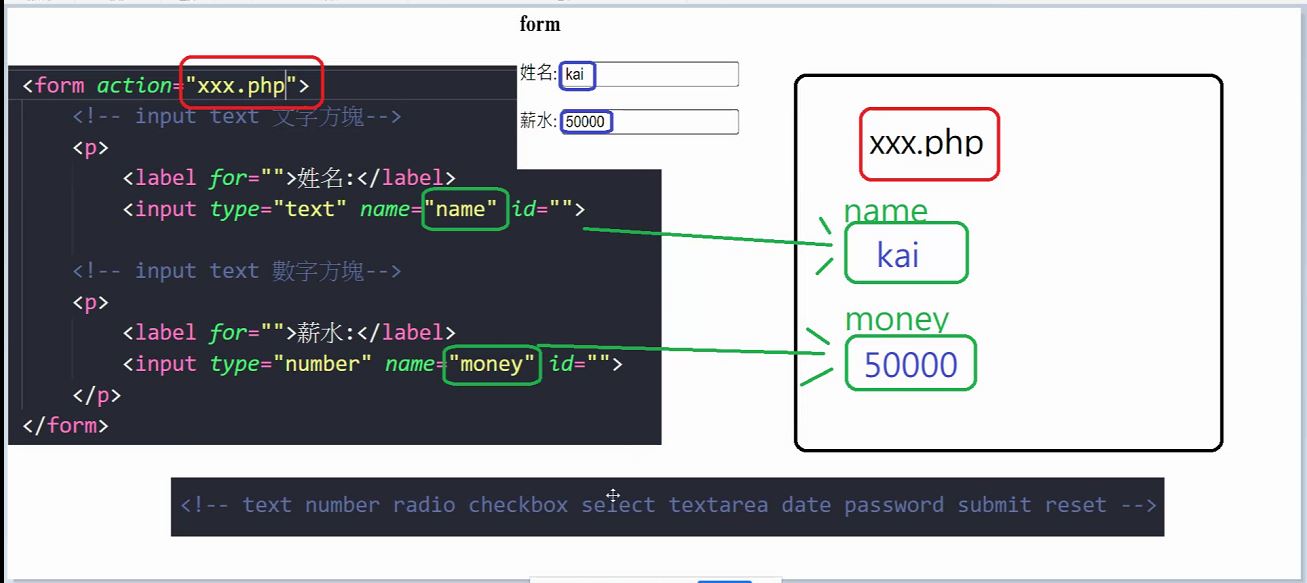 form
姓名: kai
薪水: 50000
<form action="xxx.php">
<!-- input text 文字方塊-->
<p>
<label for="">姓名:</label>
<input type="text" name="name" id="">
<!-- input text 數字方塊-->
<p>
<label for="">薪水:</label>
<input type="number" name="money" id="">
</p>
</form>
xxx.php
name
kai
money
50000
<!-- text number radio checkbox select textarea date password submit reset -->